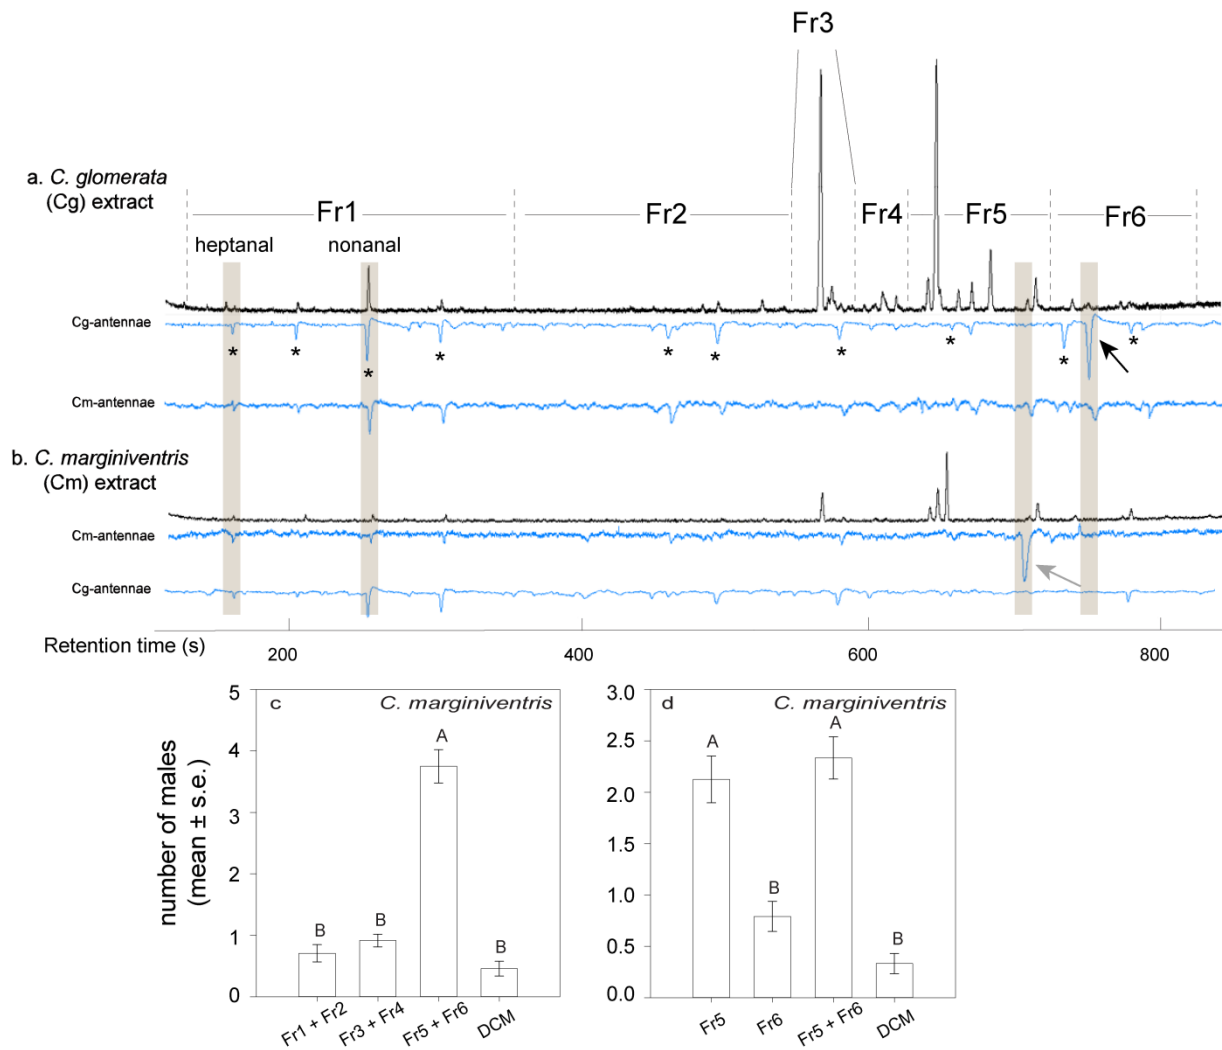 Fr3
a. C. glomerata
(Cg) extract
Fr1
Fr2
Fr4
Fr5
Fr6
heptanal
nonanal
Cg-antennae
* * * * * * * * * *
Cm-antennae
b. C. marginiventris
(Cm) extract
Cm-antennae
Cg-antennae
Retention time (s)
200
400
600
800
number of males
(mean ± s.e.)
c
C. marginiventris
5
4
3
2
1
0
B
B
A
B
Fr1 + Fr2
Fr3 + Fr4
Fr5 + Fr6
DCM
d
C. marginiventris
3.0
2.5
2.0
1.5
1.0
0.5
0.0
A
B
A
B
Fr5
Fr6
Fr5 + Fr6
DCM